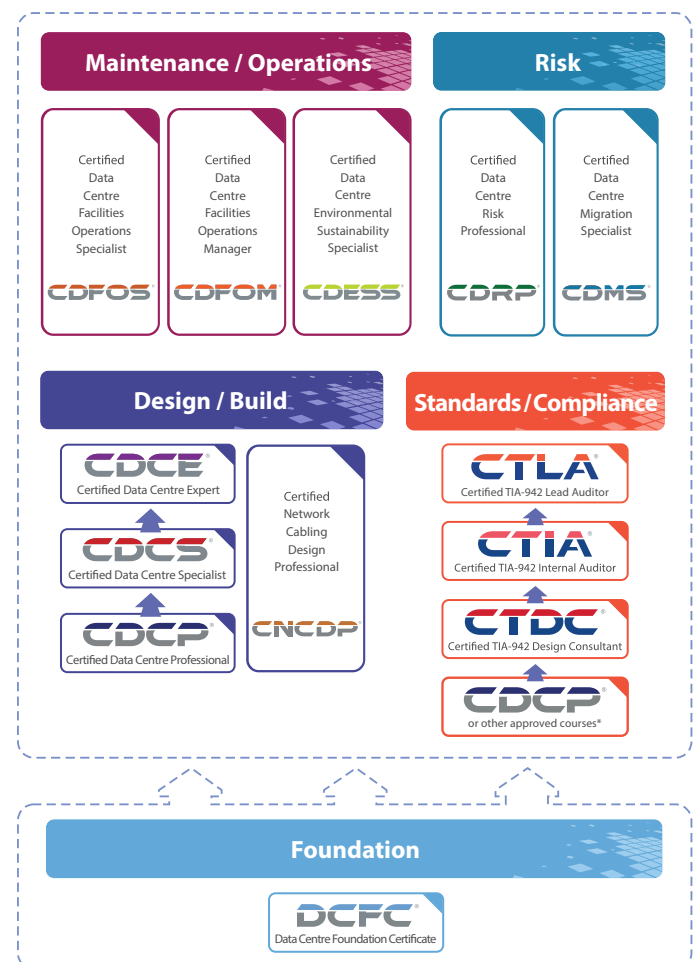 Maintenance / Operations
Certified
Data
Centre
Facilities
Operations
Specialist
CDFOS®
Certified
Data
Centre
Facilities
Operations
Manager
CDFOM®
Certified
Data
Centre
Environmental
Sustainability
Specialist
CDESS®
Risk
Certified
Data
Centre
Risk
Professional
CDRP®
Certified
Data
Centre
Migration
Specialist
CDMS®
Design / Build
CDCE®
Certified Data Centre Expert
CDCS®
Certified Data Centre Specialist
CDCP®
Certified Data Centre Professional
Certified
Network
Cabling
Design
Professional
CNCDP®
Standards / Compliance
CTLA®
Certified TIA-942 Lead Auditor
CTIA®
Certified TIA-942 Internal Auditor
CTDC®
Certified TIA-942 Design Consultant
CDCP®
or other approved courses*
Foundation
DCFC®
Data Centre Foundation Certificate